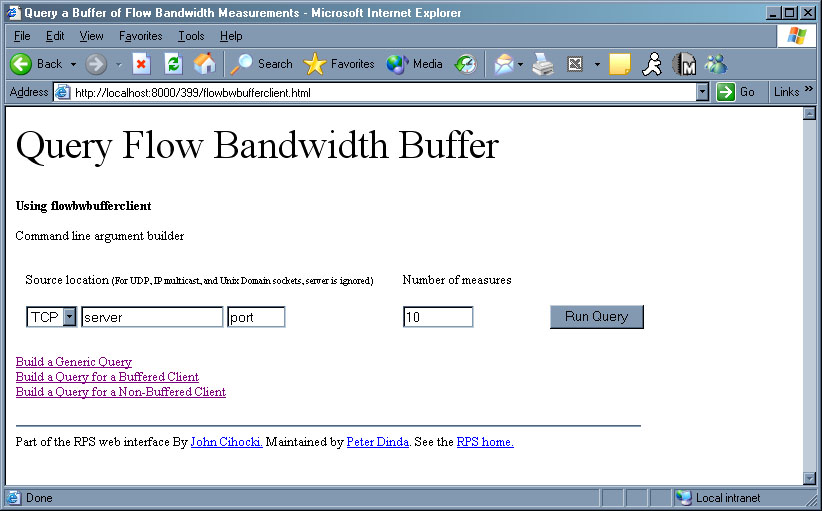 Query a Buffer of Flow Bandwidth Measurements - Microsoft Internet Explorer
File Edit View Favorites Tools Help
Back Search Favorites Media
Address http://localhost:8000/399/flowbwbufferclient.html Go Links »
Query Flow Bandwidth Buffer
Using flowbwbufferclient
Command line argument builder
Source location (For UDP, IP multicast, and Unix Domain sockets, server is ignored) Number of measures
TCP server port 10 Run Query
Build a Generic Query
Build a Query for a Buffered Client
Build a Query for a Non-Buffered Client
Part of the RPS web interface By John Cihocki. Maintained by Peter Dinda. See the RPS home.
Done Local intranet